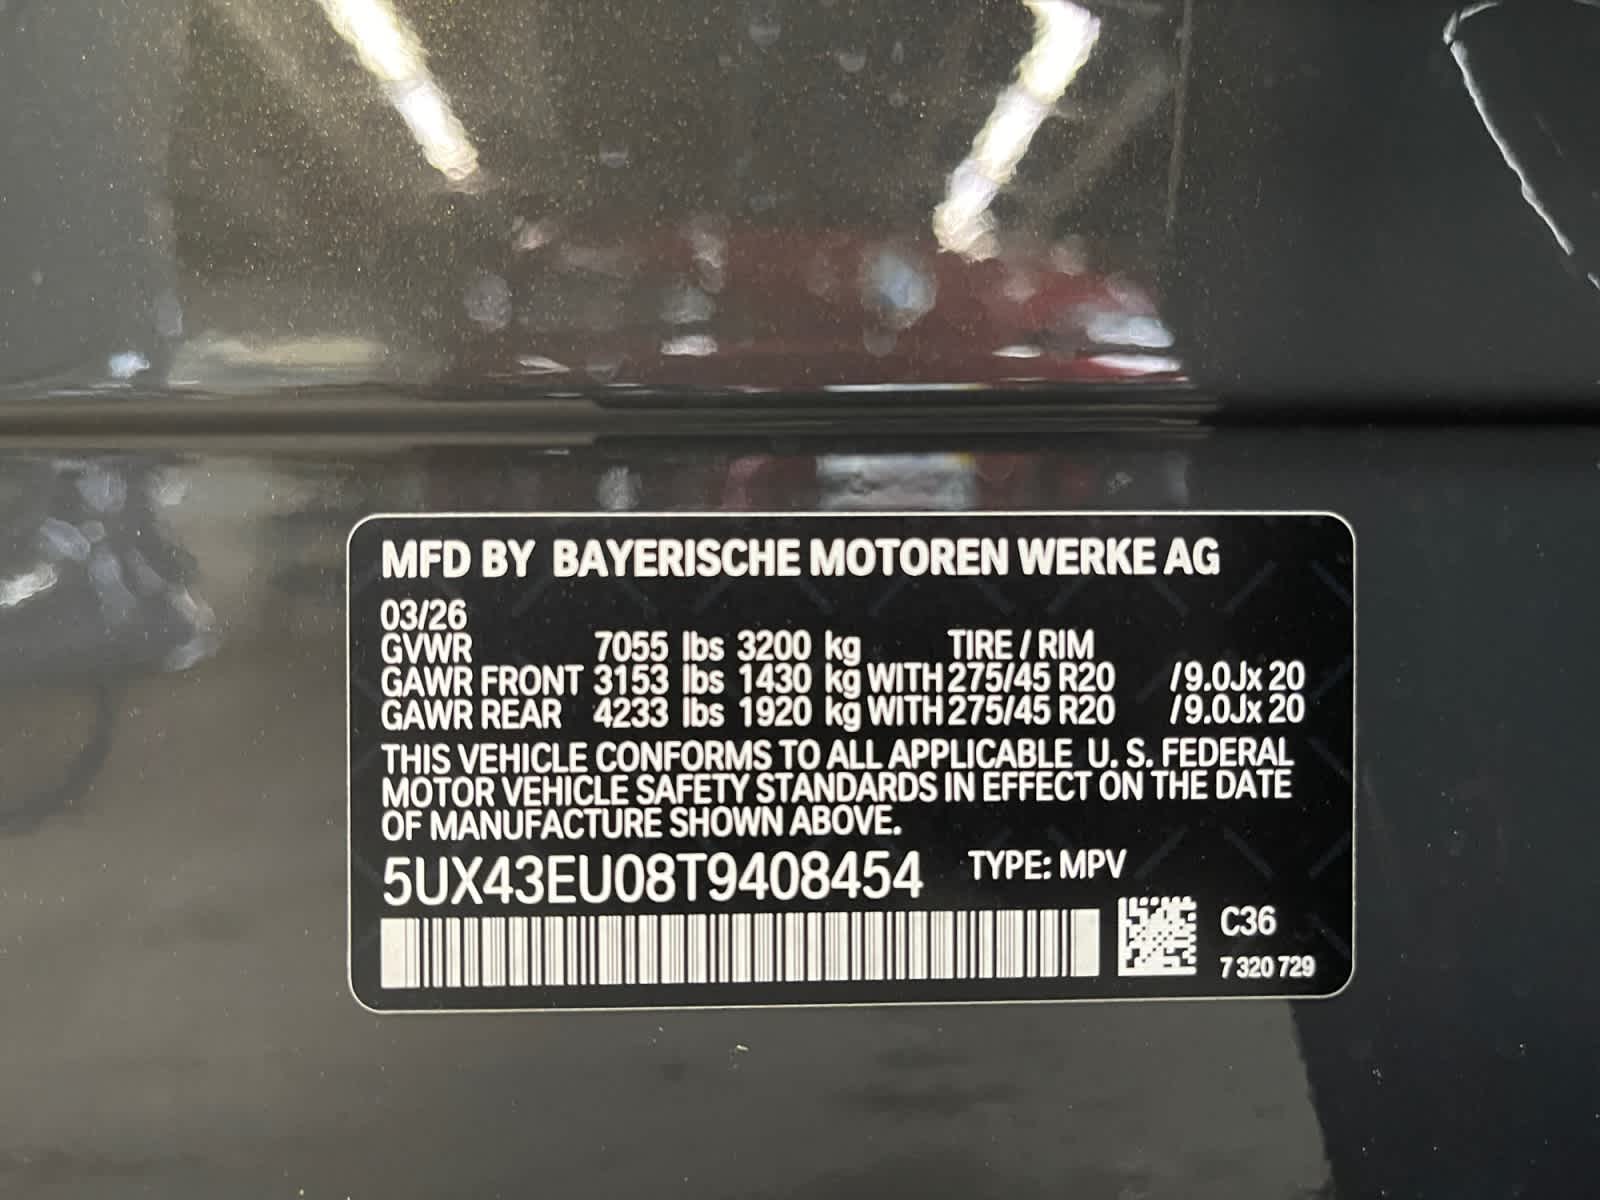 MFD BY BAYERISCHE MOTOREN WERKE AG
03/26
GVWR 7055 lbs 3200 kg TIRE / RIM
GAWR FRONT 3153 lbs 1430 kg WITH 275/45 R20 /9.0Jx 20
GAWR REAR 4233 lbs 1920 kg WITH 275/45 R20 /9.0Jx 20
THIS VEHICLE CONFORMS TO ALL APPLICABLE U. S. FEDERAL
MOTOR VEHICLE SAFETY STANDARDS IN EFFECT ON THE DATE
OF MANUFACTURE SHOWN ABOVE.
5UX43EU08T9408454 TYPE: MPV
C36
7 320 729